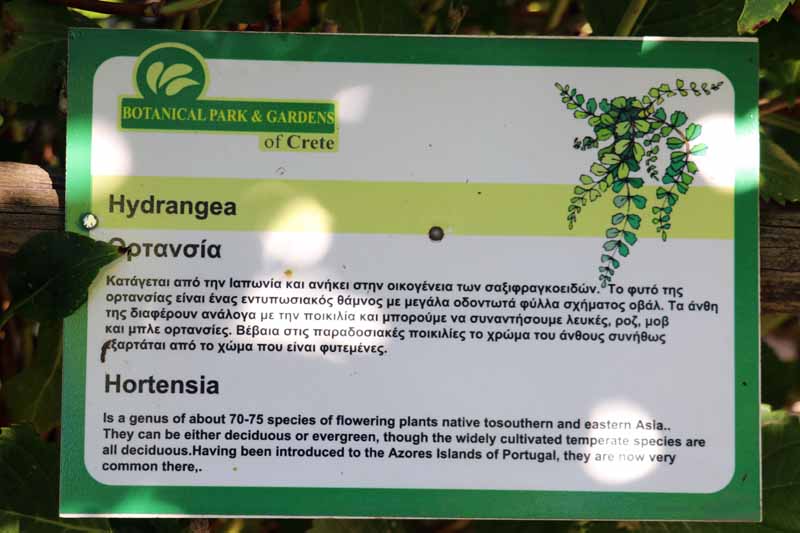 BOTANICAL PARK & GARDENS
of Crete
Hydrangea
Ορτανσία
Κατάγεται από την Ιαπωνία και ανήκει στην οικογένεια των σαξιφραγκοειδών. Το φυτό της
ορτανσίας είναι ένας εντυπωσιακός θάμνος με μεγάλα οδοντωτά φύλλα σχήματος οβάλ. Τα άνθη
της διαφέρουν ανάλογα με την ποικιλία και μπορούμε να συναντήσουμε λευκές, ροζ, μοβ
και μπλε ορτανσίες. Βέβαια στις παραδοσιακές ποικιλίες το χρώμα του άνθους συνήθως
εξαρτάται από το χώμα που είναι φυτεμένες.
Hortensia
Is a genus of about 70-75 species of flowering plants native tosouthern and eastern Asia..
They can be either deciduous or evergreen, though the widely cultivated temperate species are
all deciduous.Having been introduced to the Azores Islands of Portugal, they are now very
common there,.